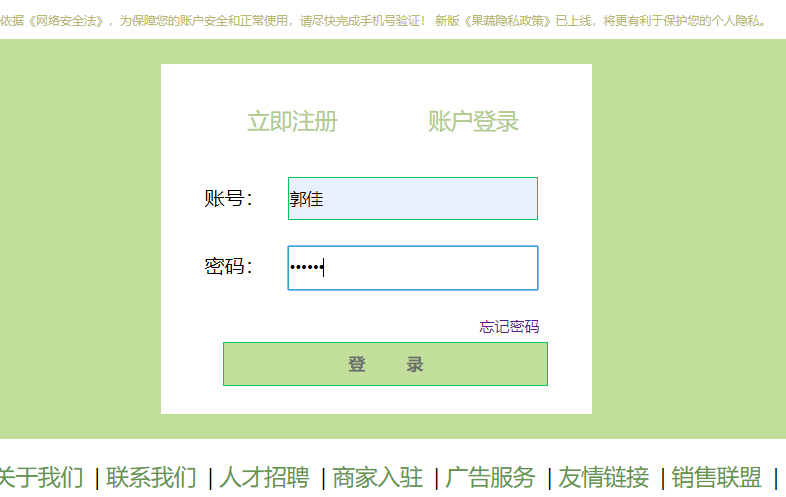 依据《网络安全法》，为保障您的账户安全和正常使用，请尽快完成手机号验证！ 新版《果蔬隐私政策》已上线，将更有利于保护您的个人隐私。
立即注册 账户登录
账号： 郭佳
密码： ••••••
忘记密码
登 录
关于我们 | 联系我们 | 人才招聘 | 商家入驻 | 广告服务 | 友情链接 | 销售联盟 |